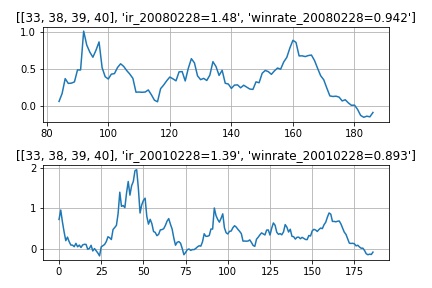 [[33, 38, 39, 40], 'ir_20080228=1.48', 'winrate_20080228=0.942']
1.0
0.5
0.0
80 100 120 140 160 180
[[33, 38, 39, 40], 'ir_20010228=1.39', 'winrate_20010228=0.893']
2
1
0
0 25 50 75 100 125 150 175